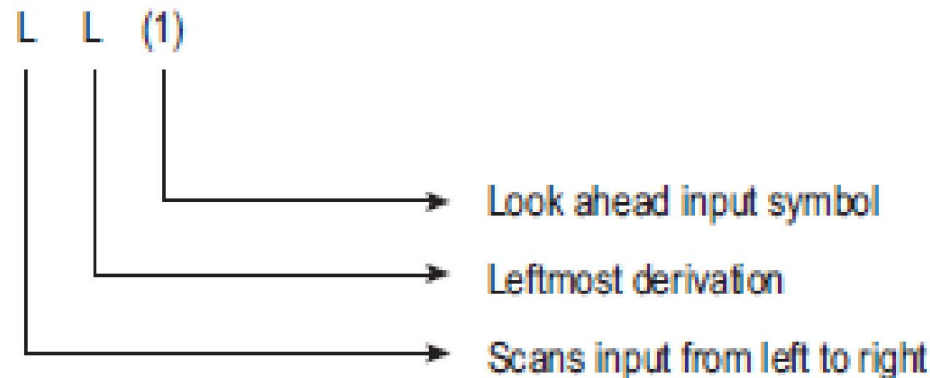 L L (1)
Look ahead input symbol
Leftmost derivation
Scans input from left to right